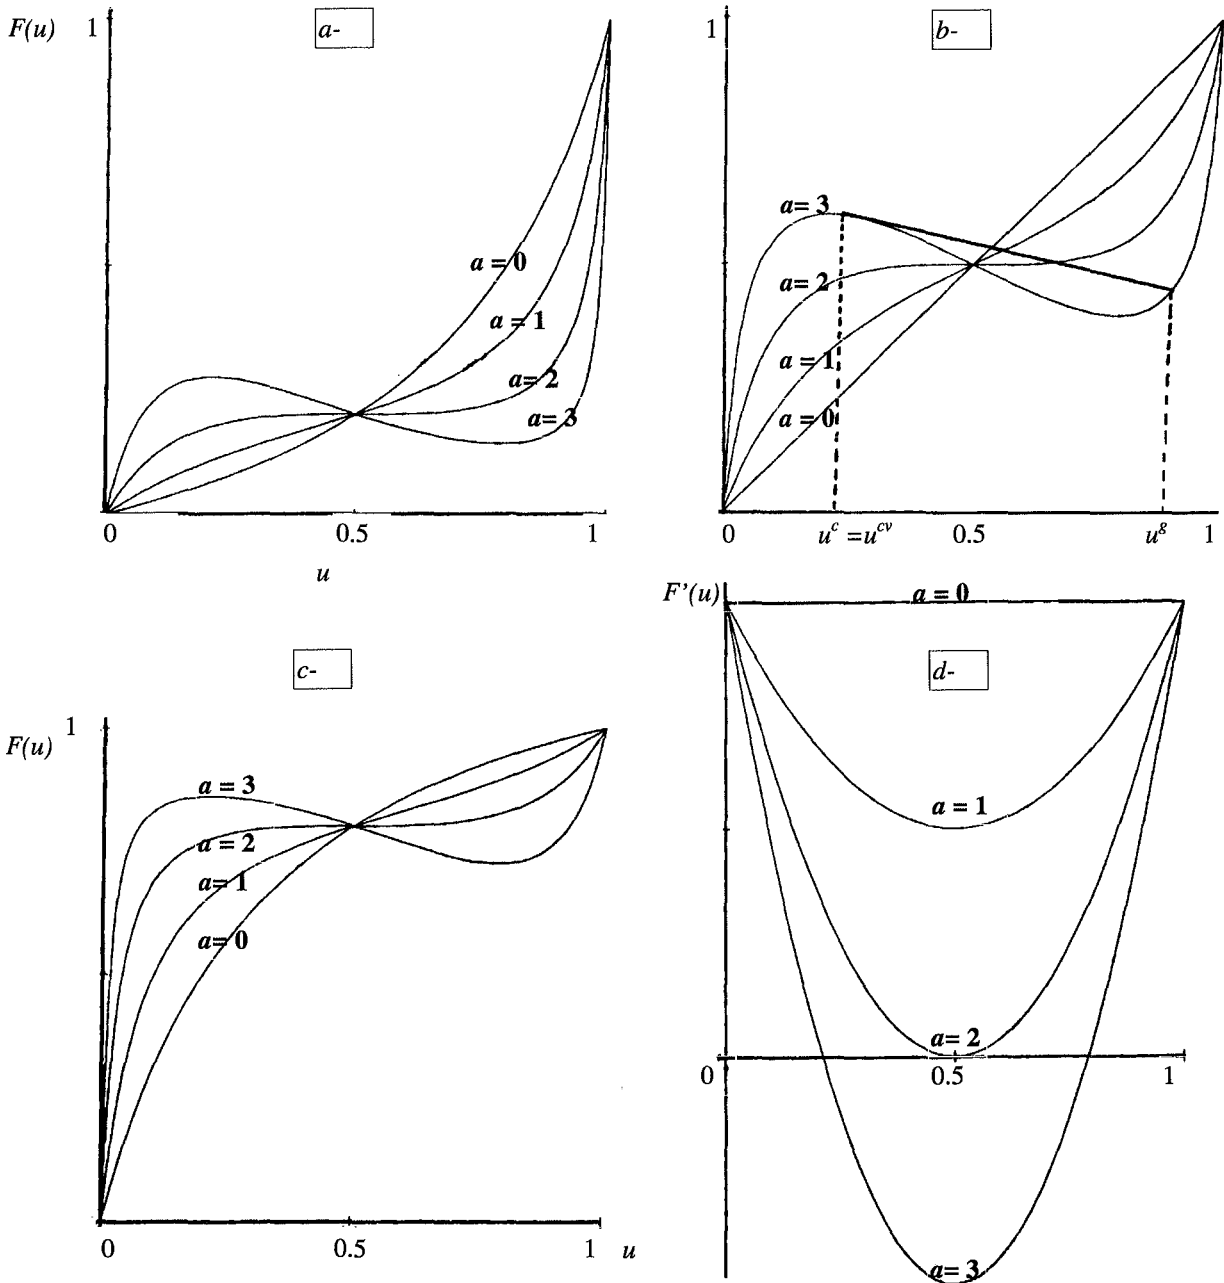 F(u)
1
a-
a = 0
a = 1
a= 2
a= 3
0
0.5
1
u
1
b-
a= 3
a= 2
a = 1
a = 0
0
u^c =u^cv
0.5
u^g
1
c-
F(u)
1
a = 3
a = 2
a= 1
a= 0
0
0.5
1
u
F'(u)
a = 0
d-
a = 1
a= 2
0
0.5
1
a= 3